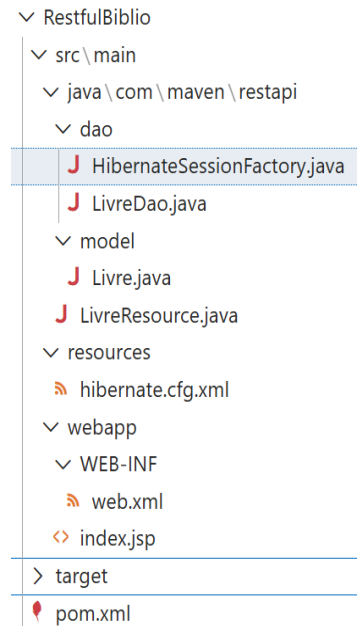 RestfulBiblio
src\main
java\com\maven\restapi
dao
HibernateSessionFactory.java
LivreDao.java
model
Livre.java
LivreResource.java
resources
hibernate.cfg.xml
webapp
WEB-INF
web.xml
index.jsp
target
pom.xml